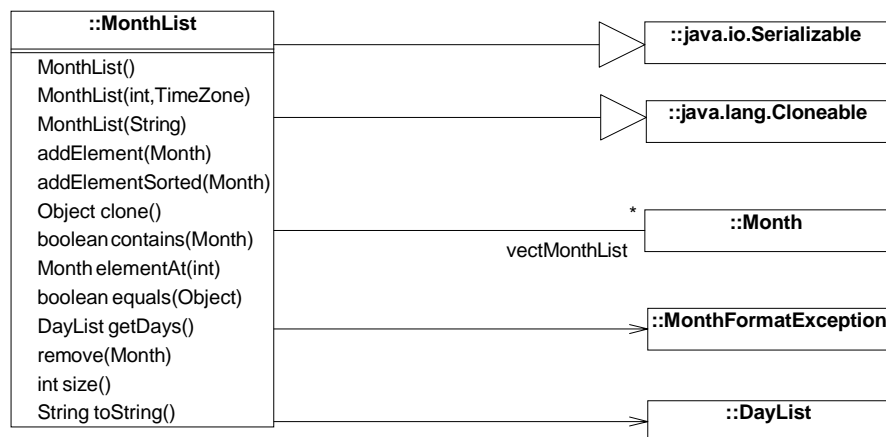 ::MonthList
MonthList()
MonthList(int,TimeZone)
MonthList(String)
addElement(Month)
addElementSorted(Month)
Object clone()
boolean contains(Month)
Month elementAt(int)
boolean equals(Object)
DayList getDays()
remove(Month)
int size()
String toString()
::java.io.Serializable
::java.lang.Cloneable
*
vectMonthList
::Month
::MonthFormatException
::DayList